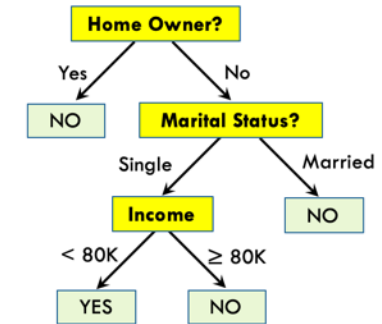 Home Owner?
Yes
No
NO
Marital Status?
Single
Married
Income
NO
< 80K
≥ 80K
YES
NO